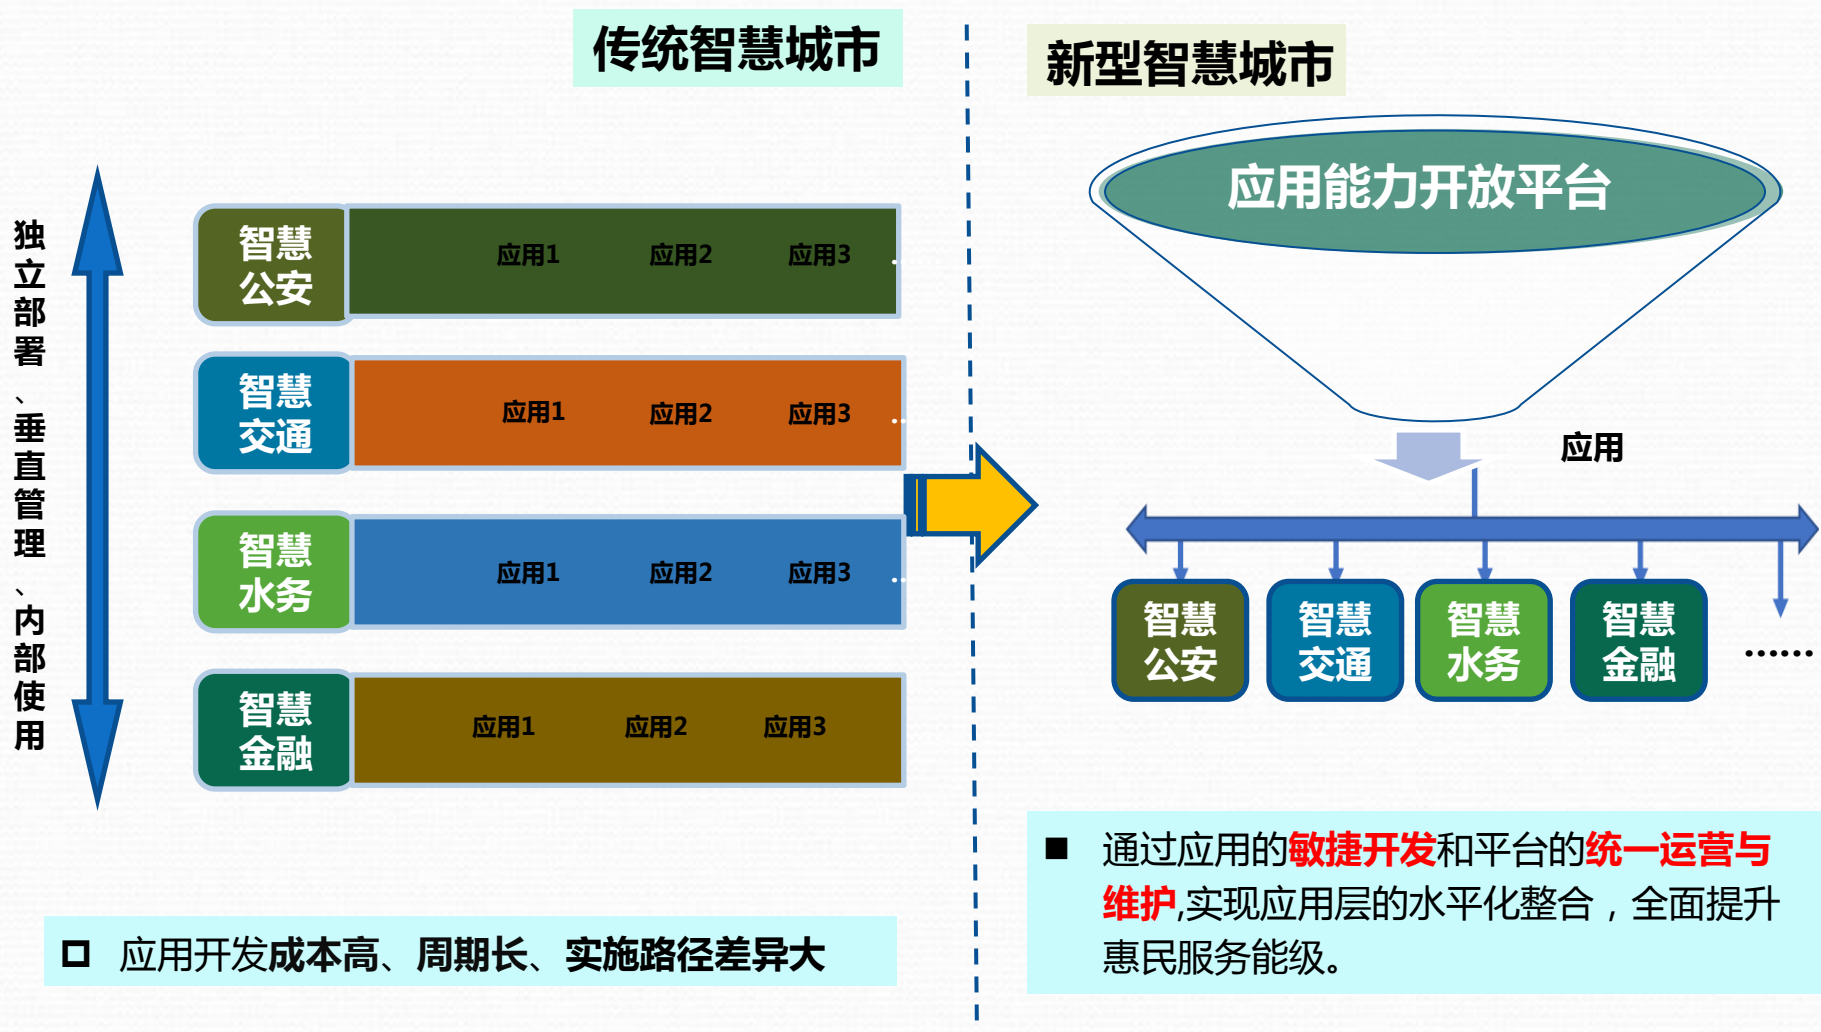 传统智慧城市
独立部署、垂直管理、内部使用
智慧
公安
应用1 应用2 应用3 ..
智慧
交通
应用1 应用2 应用3 ..
智慧
水务
应用1 应用2 应用3 ..
智慧
金融
应用1 应用2 应用3
应用开发成本高、周期长、实施路径差异大
新型智慧城市
应用能力开放平台
应用
智慧
公安
智慧
交通
智慧
水务
智慧
金融
……
通过应用的敏捷开发和平台的统一运营与
维护,实现应用层的水平化整合，全面提升
惠民服务能级。